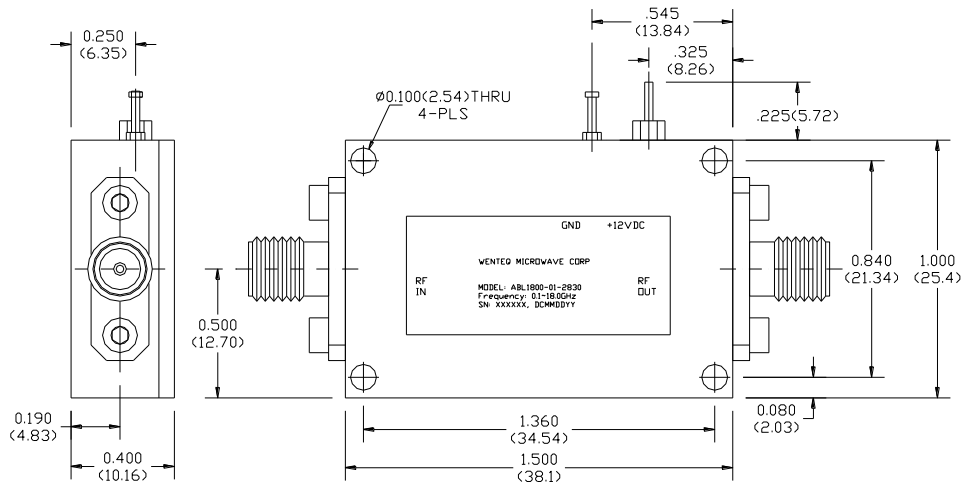 .545
(13.84)
0.250
(6.35)
.325
(8.26)
Ø0.100(2.54)THRU
4-PLS
.225(5.72)
GND +12VDC
WENTEQ MICROWAVE CORP
RF
IN
MODEL: ABL1800-01-2830
Frequency: 0.1-18.0GHz
SN: XXXXXX, DCMMDDYY
RF
OUT
0.840
(21.34)
1.000
(25.4)
0.500
(12.70)
0.190
(4.83)
0.400
(10.16)
1.360
(34.54)
1.500
(38.1)
0.080
(2.03)